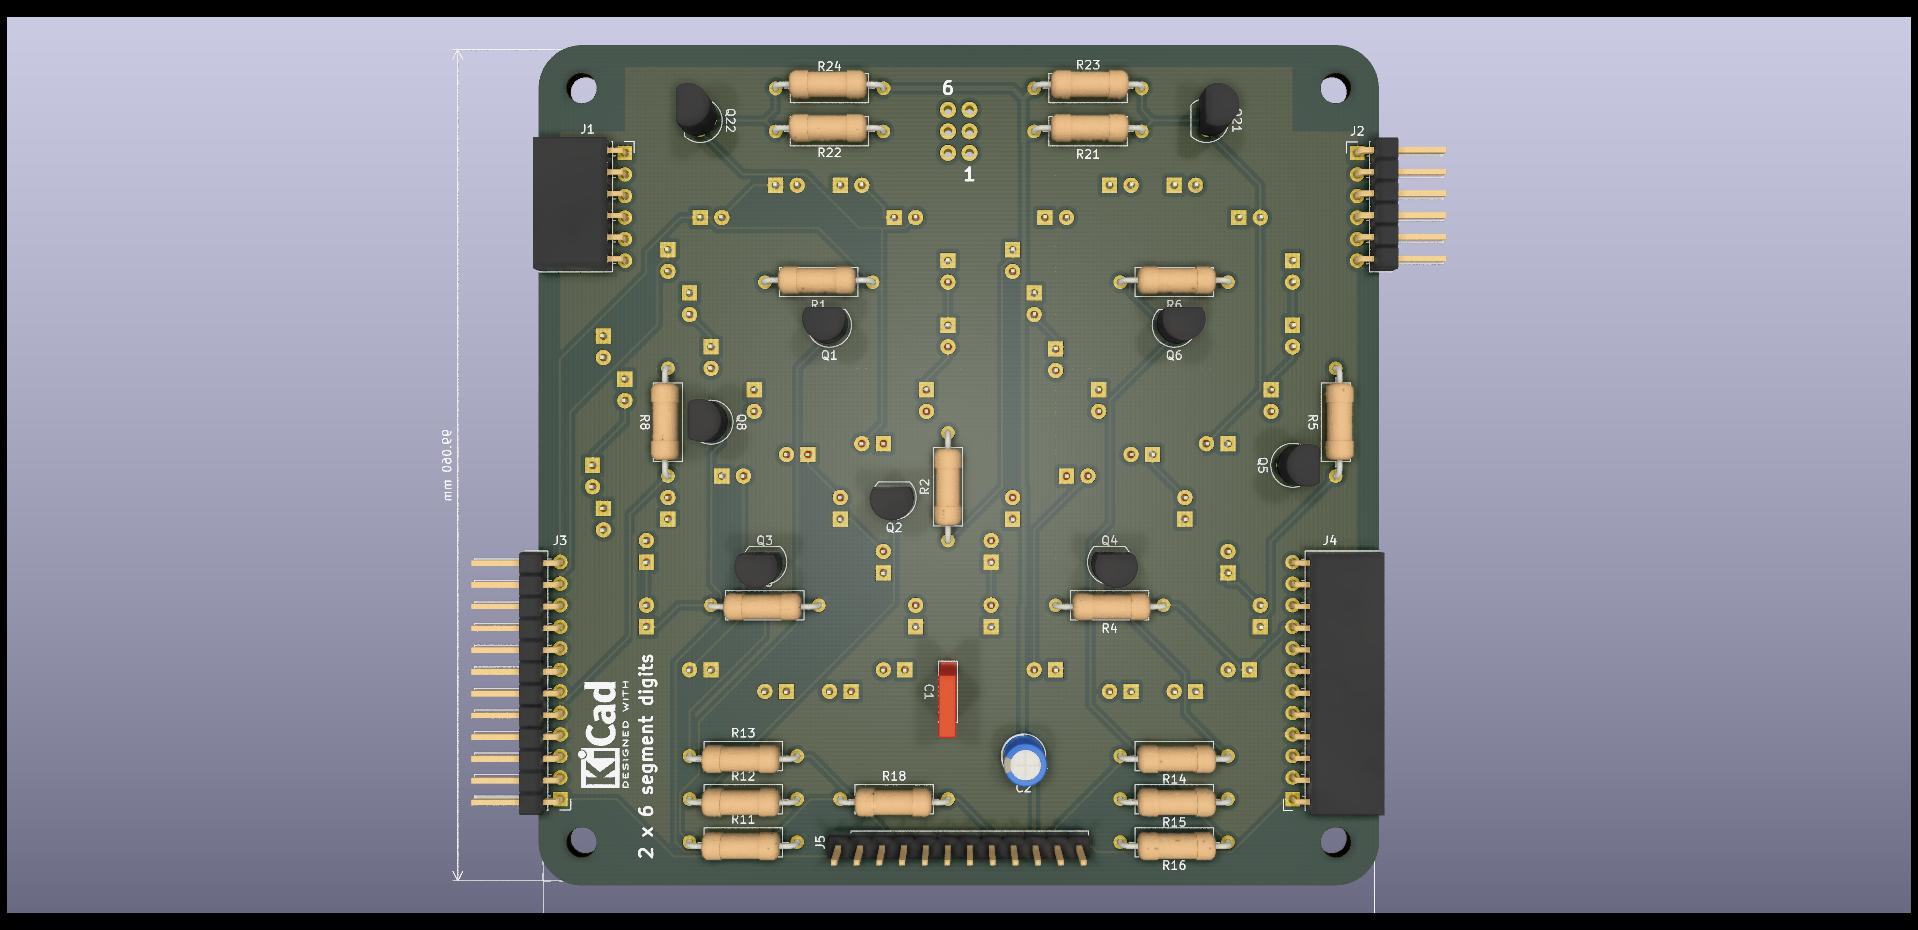 R24
R23
6
Q22
Q21
J1
J2
R22
R21
1
R1
R6
Q1
Q6
R8
Q8
R5
Q5
R2
Q2
Q3
Q4
J3
J4
R4
99.060 mm
KiCad
DESIGNED WITH
2 x 6 segment digits
C1
R13
R12
R18
C2
R14
R11
R15
J5
R16